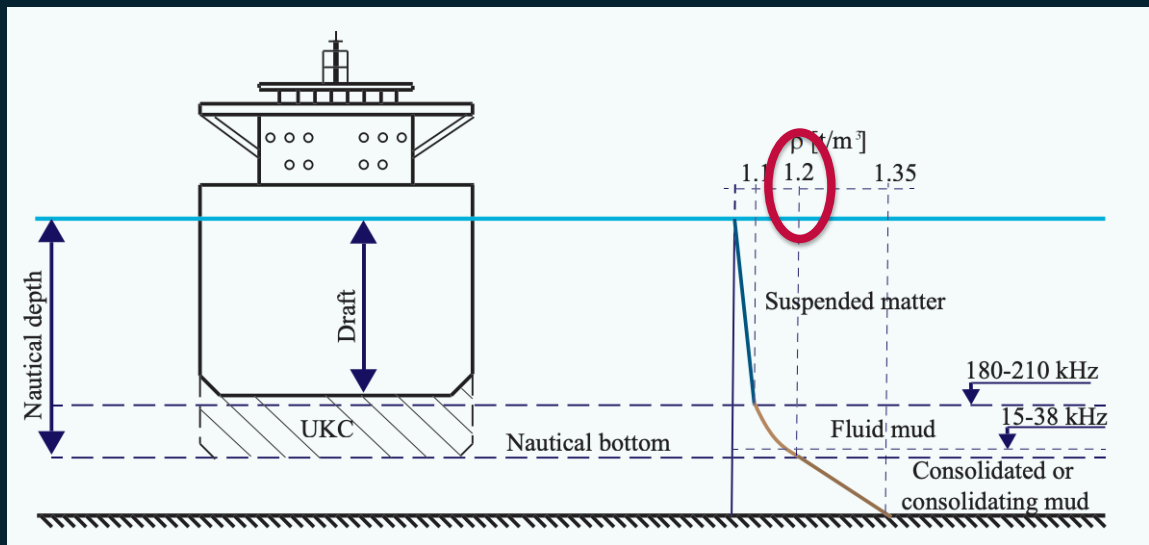 ρ [t/m³]
1.1 1.2 1.35
Nautical depth
Draft
Suspended matter
180-210 kHz
15-38 kHz
UKC
Fluid mud
Nautical bottom
Consolidated or
consolidating mud